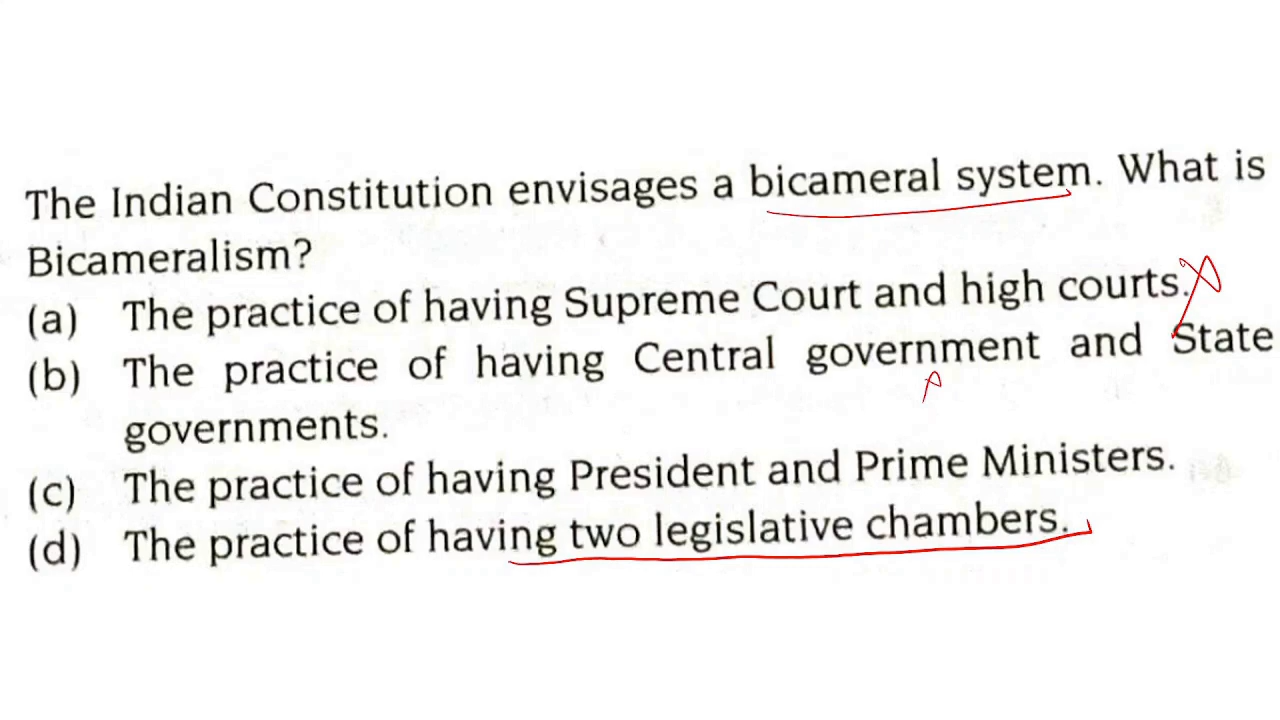 The Indian Constitution envisages a bicameral system. What is
Bicameralism?
(a) The practice of having Supreme Court and high courts.
(b) The practice of having Central government and State
governments.
(c) The practice of having President and Prime Ministers.
(d) The practice of having two legislative chambers.